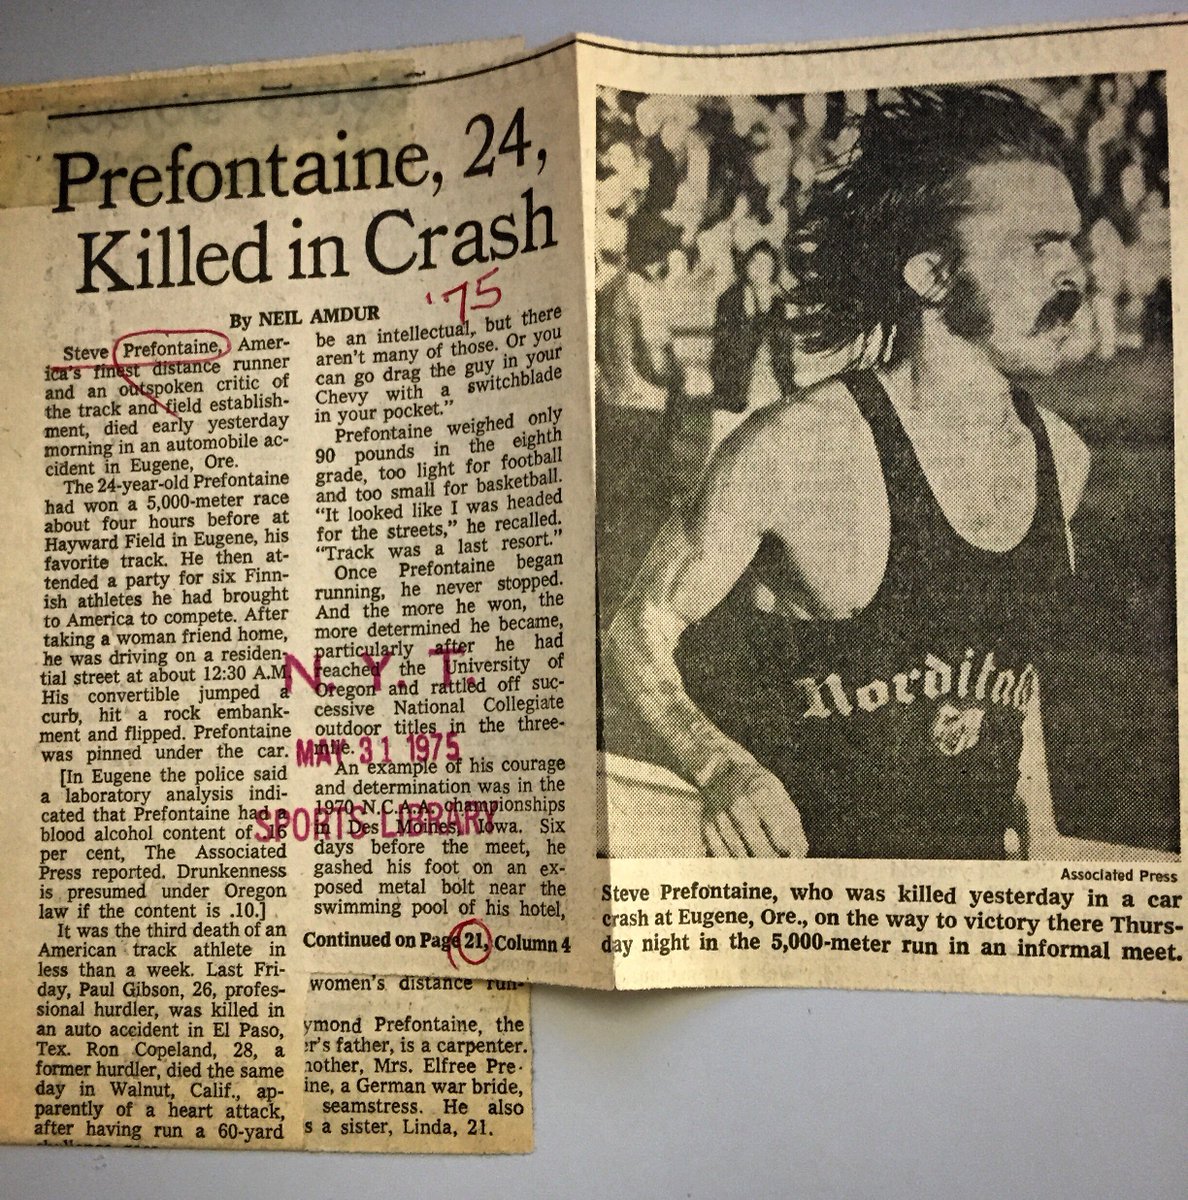 Prefontaine, 24,
Killed in Crash
'75
By NEIL AMDUR
Steve Prefontaine, Amer-
ica's finest distance runner
and an outspoken critic of
the track and field establish-
ment, died early yesterday
morning in an automobile ac-
cident in Eugene, Ore.
The 24-year-old Prefontaine
had won a 5,000-meter race
about four hours before at
Hayward Field in Eugene, his
favorite track. He then at-
tended a party for six Finn-
ish athletes he had brought
to America to compete. After
taking a woman friend home,
he was driving on a residen-
tial street at about 12:30 A.M.
His convertible jumped a
curb, hit a rock embank-
ment and flipped. Prefontaine
was pinned under the car.
[In Eugene the police said
a laboratory analysis indi-
cated that Prefontaine had a
blood alcohol content of .16
per cent, The Associated
Press reported. Drunkenness
is presumed under Oregon
law if the content is .10.]
It was the third death of an
American track athlete in
less than a week. Last Fri-
day, Paul Gibson, 26, profes-
sional hurdler, was killed in
an auto accident in El Paso,
Tex. Ron Copeland, 28, a
former hurdler, died the same
day in Walnut, Calif., ap-
parently of a heart attack,
after having run a 60-yard
be an intellectual, but there
aren't many of those. Or you
can go drag the guy in your
Chevy with a switchblade
in your pocket."
Prefontaine weighed only
90 pounds in the eighth
grade, too light for football
and too small for basketball.
"It looked like I was headed
for the streets," he recalled.
"Track was a last resort."
Once Prefontaine began
running, he never stopped.
And the more he won, the
more determined he became,
particularly after he had
reached the University of
Oregon and rattled off suc-
cessive National Collegiate
outdoor titles in the three-
mile.
An example of his courage
and determination was in the
1970 N.C.A.A. championships
in Des Moines, Iowa. Six
days before the meet, he
gashed his foot on an ex-
posed metal bolt near the
swimming pool of his hotel,
Continued on Page 21, Column 4
N.Y.T.
MAY 31 1975
SPORTS LIBRARY
women's distance run-
ymond Prefontaine, the
er's father, is a carpenter.
nother, Mrs. Elfree Pre-
ine, a German war bride,
seamstress. He also
s a sister, Linda, 21.
Norditalia
Associated Press
Steve Prefontaine, who was killed yesterday in a car
crash at Eugene, Ore., on the way to victory there Thurs-
day night in the 5,000-meter run in an informal meet.